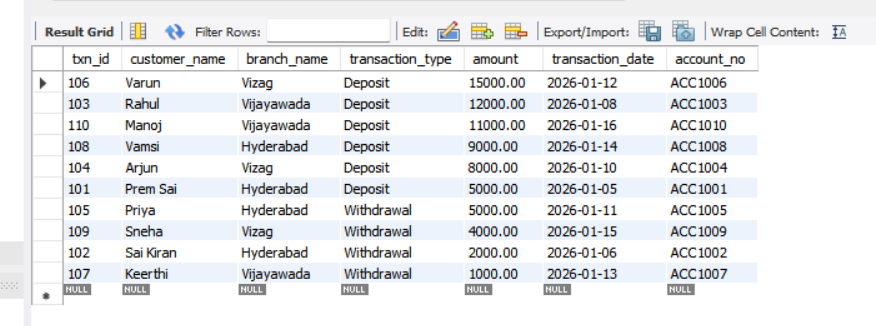 Result Grid Filter Rows: Edit: Export/Import: Wrap Cell Content: IA
txn_id customer_name branch_name transaction_type amount transaction_date account_no
106 Varun Vizag Deposit 15000.00 2026-01-12 ACC1006
103 Rahul Vijayawada Deposit 12000.00 2026-01-08 ACC1003
110 Manoj Vijayawada Deposit 11000.00 2026-01-16 ACC1010
108 Vamsi Hyderabad Deposit 9000.00 2026-01-14 ACC1008
104 Arjun Vizag Deposit 8000.00 2026-01-10 ACC1004
101 Prem Sai Hyderabad Deposit 5000.00 2026-01-05 ACC1001
105 Priya Hyderabad Withdrawal 5000.00 2026-01-11 ACC1005
109 Sneha Vizag Withdrawal 4000.00 2026-01-15 ACC1009
102 Sai Kiran Hyderabad Withdrawal 2000.00 2026-01-06 ACC1002
107 Keerthi Vijayawada Withdrawal 1000.00 2026-01-13 ACC1007
NULL NULL NULL NULL NULL NULL NULL